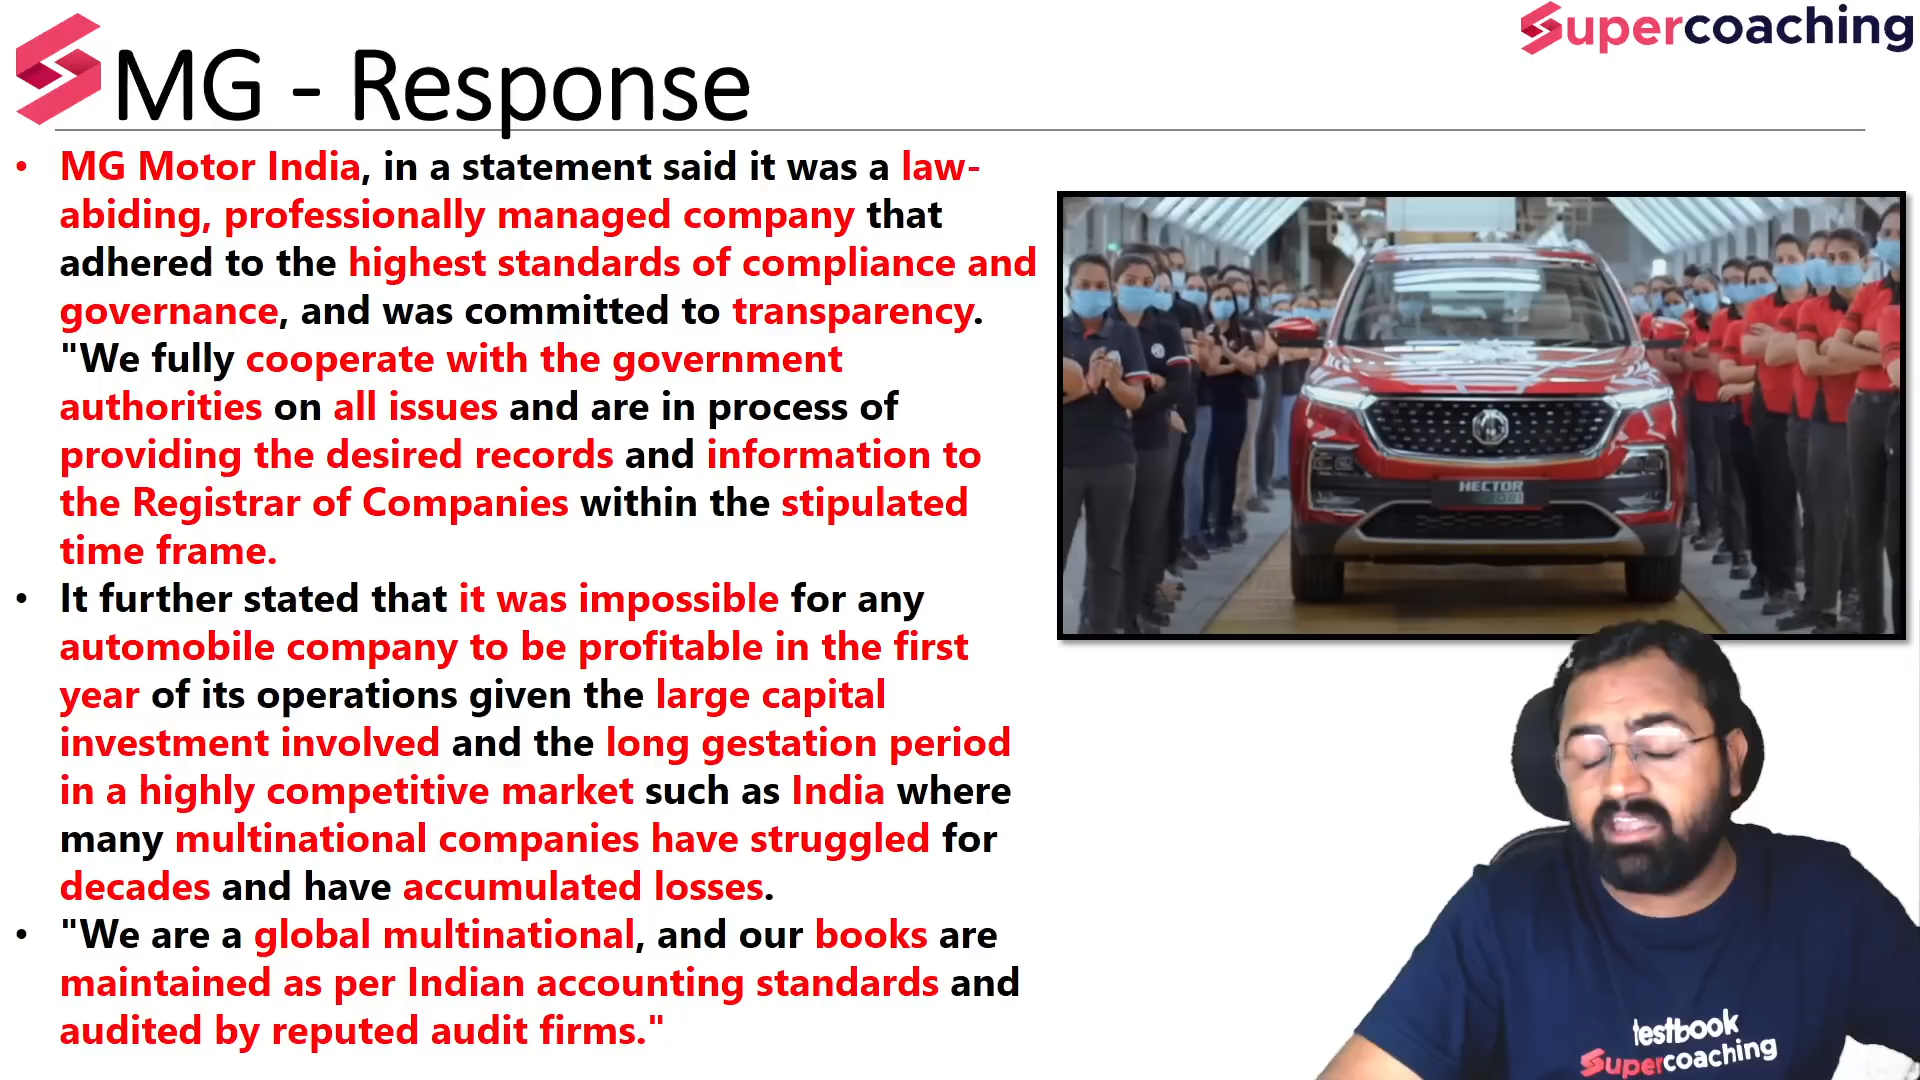 Supercoaching
MG - Response
• MG Motor India, in a statement said it was a law-
abiding, professionally managed company that
adhered to the highest standards of compliance and
governance, and was committed to transparency.
"We fully cooperate with the government
authorities on all issues and are in process of
providing the desired records and information to
the Registrar of Companies within the stipulated
time frame.
• It further stated that it was impossible for any
automobile company to be profitable in the first
year of its operations given the large capital
investment involved and the long gestation period
in a highly competitive market such as India where
many multinational companies have struggled for
decades and have accumulated losses.
• "We are a global multinational, and our books are
maintained as per Indian accounting standards and
audited by reputed audit firms."
HECTOR
2021
testbook
Supercoaching